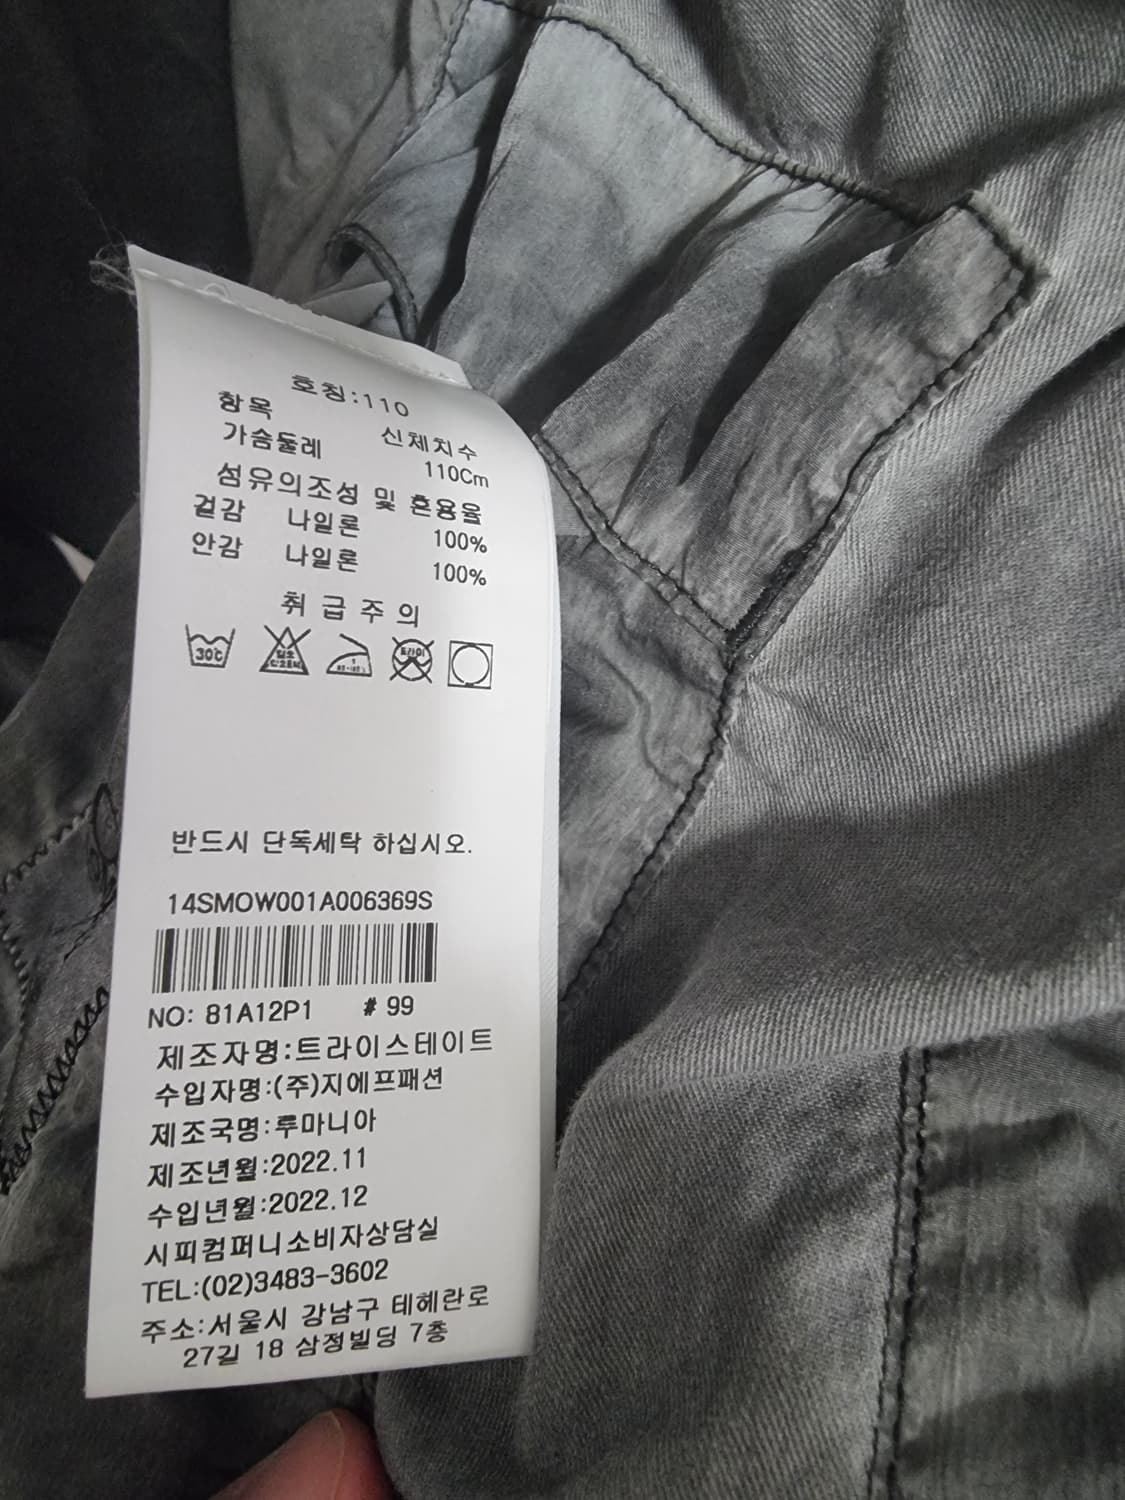 호칭:110
항목 신체치수
가슴둘레 110Cm
섬유의조성 및 혼용율
겉감 나일론 100%
안감 나일론 100%
취급주의
30℃
드라이
반드시 단독세탁 하십시오.
14SMOW001A006369S
NO: 81A12P1 # 99
제조자명:트라이스테이트
수입자명:(주)지에프패션
제조국명:루마니아
제조년월:2022.11
수입년월:2022.12
시피컴퍼니소비자상담실
TEL:(02)3483-3602
주소:서울시 강남구 테헤란로
27길 18 삼정빌딩 7층